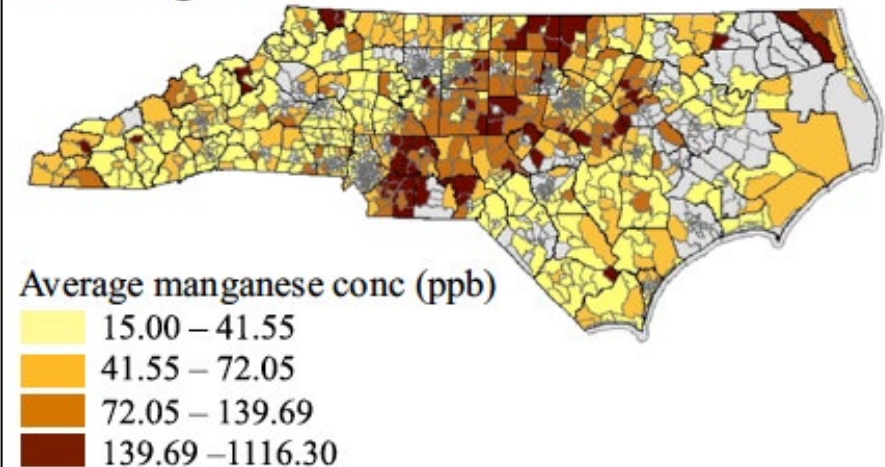 Average manganese conc (ppb)
15.00 – 41.55
41.55 – 72.05
72.05 – 139.69
139.69 –1116.30